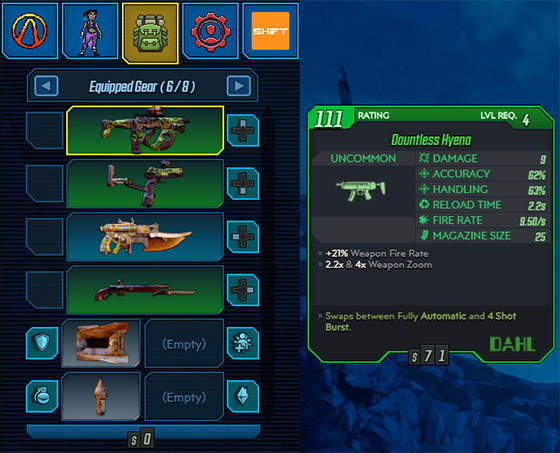 SHiFT
Equipped Gear ( 6 / 8 )
(Empty)
(Empty)
$ 0
111 RATING LVL REQ. 4
Dauntless Hyena
UNCOMMON
DAMAGE 9
ACCURACY 62%
HANDLING 63%
RELOAD TIME 2.2s
FIRE RATE 9.50/s
MAGAZINE SIZE 25
+21% Weapon Fire Rate
2.2x & 4x Weapon Zoom
Swaps between Fully Automatic and 4 Shot
Burst.
DAHL
$ 7 1